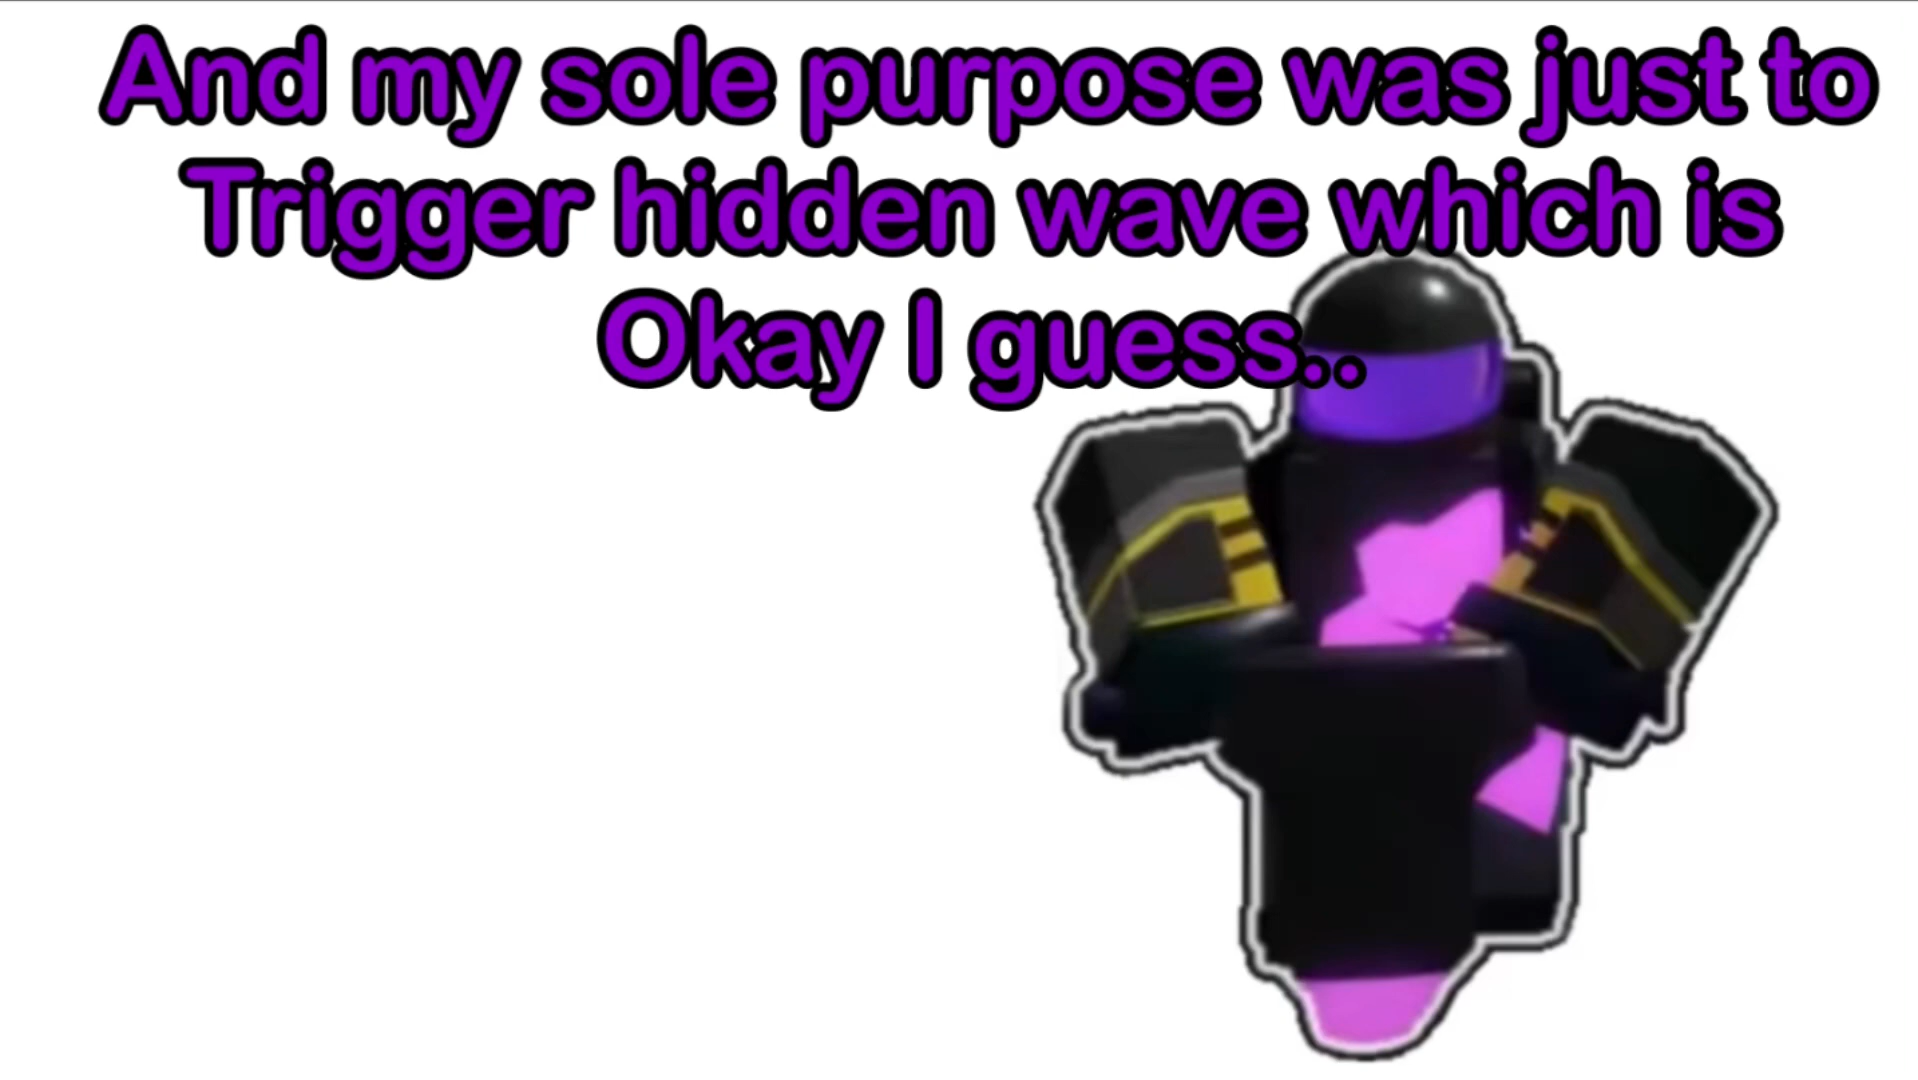 And my sole purpose was just to
Trigger hidden wave which is
Okay I guess..